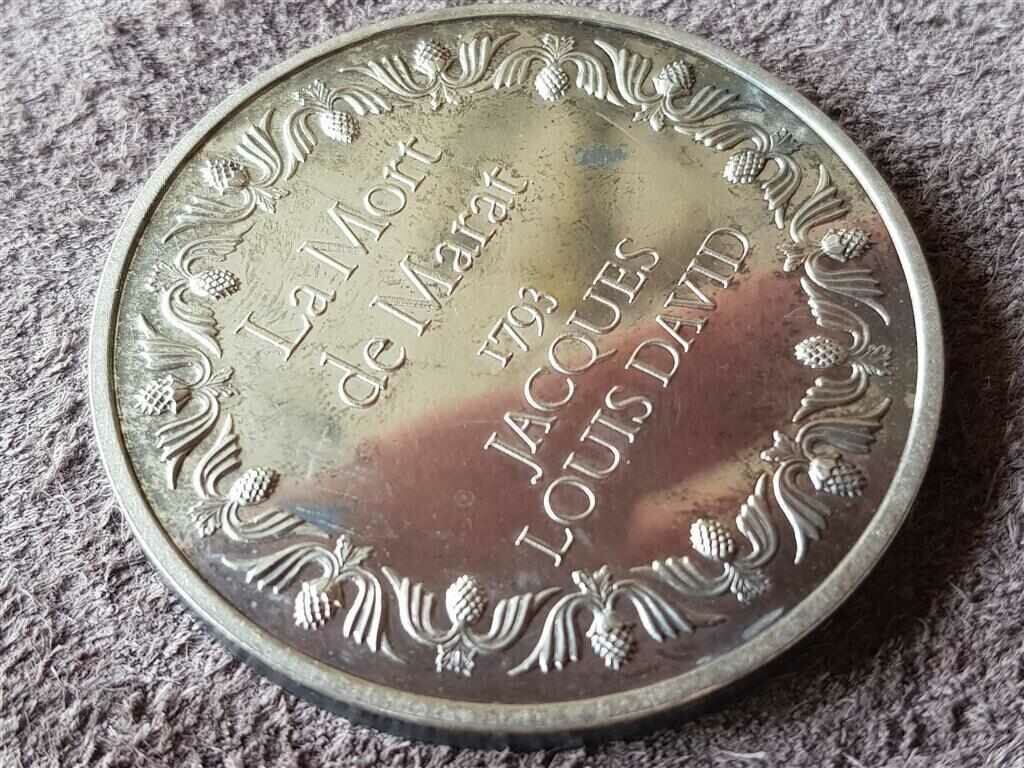 La Mort
de Marat
1793
JACQUES
LOUIS DAVID